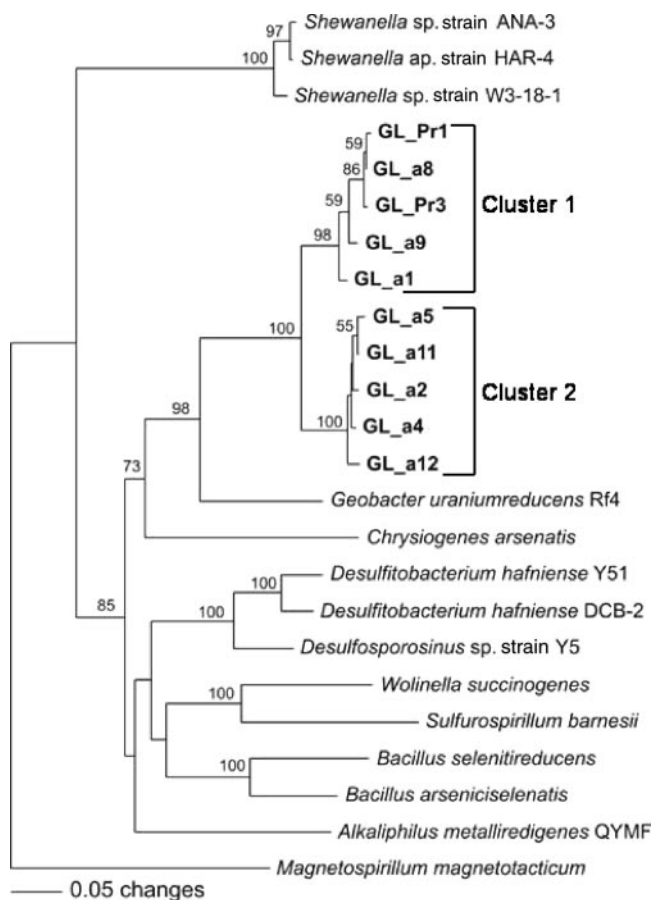 97
Shewanella sp. strain ANA-3
100
Shewanella ap. strain HAR-4
Shewanella sp. strain W3-18-1
59
GL_Pr1
86
GL_a8
59
GL_Pr3
98
GL_a9
GL_a1
Cluster 1
100
55
GL_a5
GL_a11
GL_a2
100
GL_a4
GL_a12
Cluster 2
98
Geobacter uraniumreducens Rf4
73
Chrysiogenes arsenatis
85
100
Desulfitobacterium hafniense Y51
100
Desulfitobacterium hafniense DCB-2
Desulfosporosinus sp. strain Y5
100
Wolinella succinogenes
Sulfurospirillum barnesii
100
Bacillus selenitireducens
Bacillus arseniciselenatis
Alkaliphilus metalliredigenes QYMF
Magnetospirillum magnetotacticum
0.05 changes